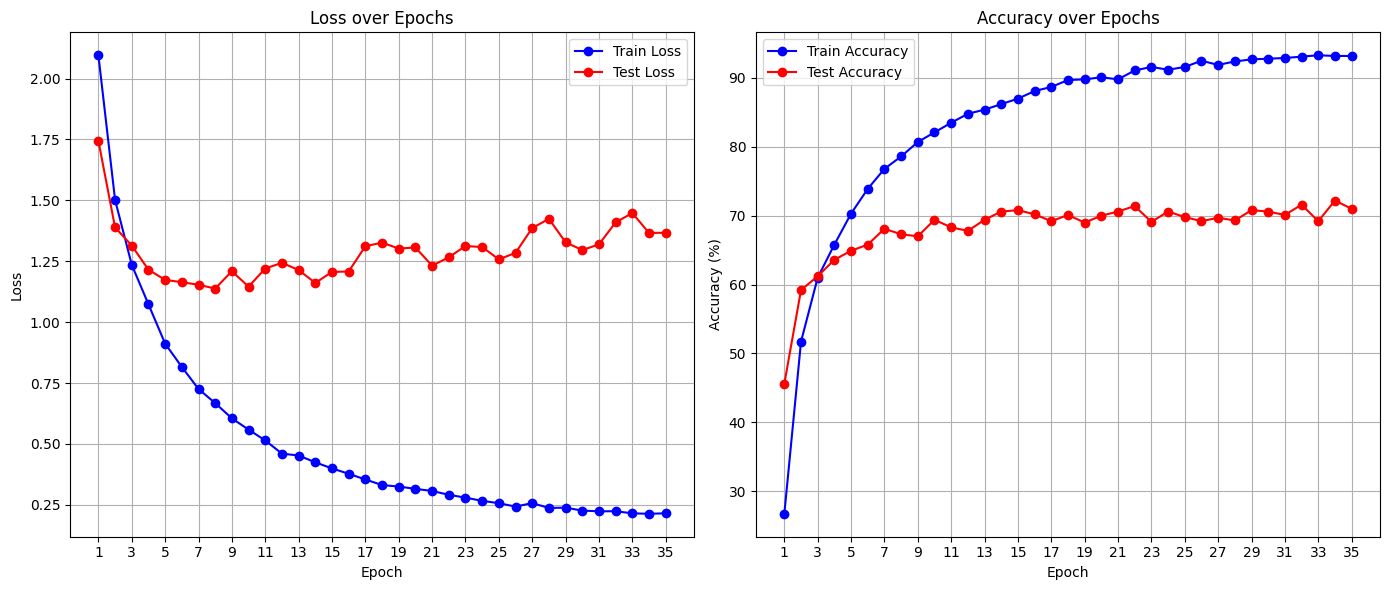 Loss over Epochs
Train Loss
Test Loss
2.00
1.75
1.50
1.25
1.00
0.75
0.50
0.25
Loss
1 3 5 7 9 11 13 15 17 19 21 23 25 27 29 31 33 35
Epoch
Accuracy over Epochs
Train Accuracy
Test Accuracy
90
80
70
60
50
40
30
Accuracy (%)
1 3 5 7 9 11 13 15 17 19 21 23 25 27 29 31 33 35
Epoch